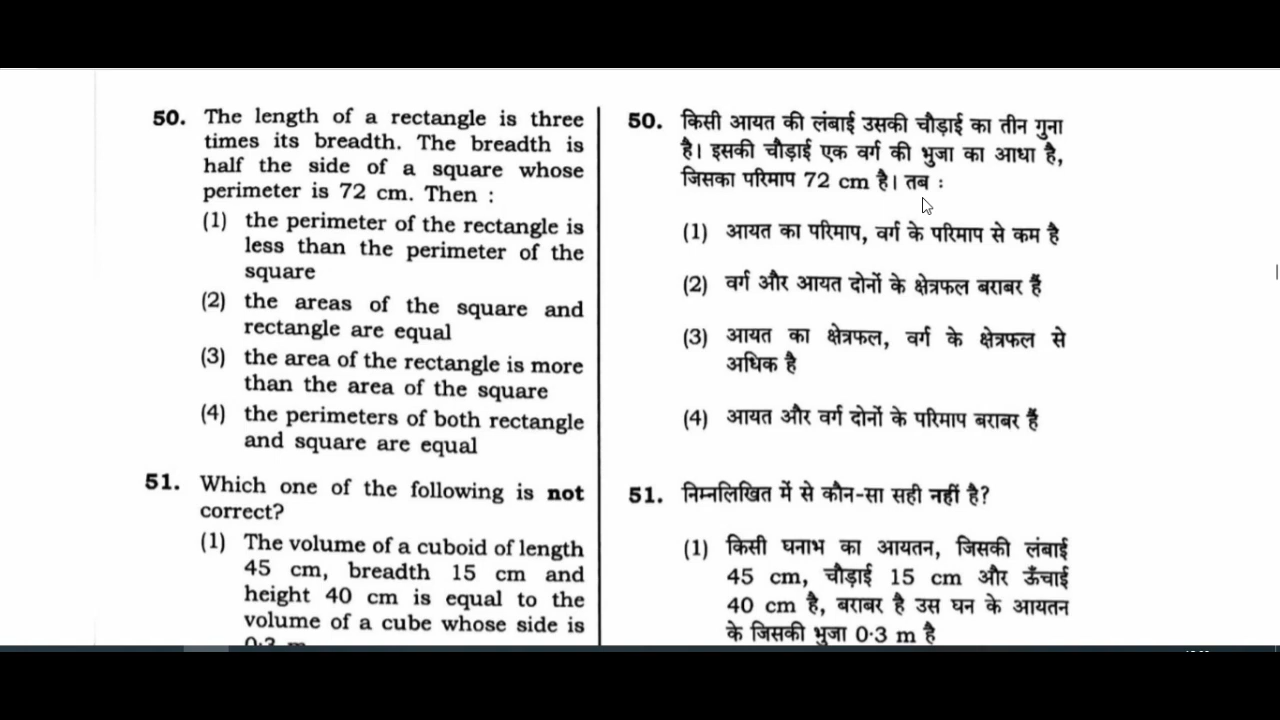 50. The length of a rectangle is three
times its breadth. The breadth is
half the side of a square whose
perimeter is 72 cm. Then :
(1) the perimeter of the rectangle is
less than the perimeter of the
square
(2) the areas of the square and
rectangle are equal
(3) the area of the rectangle is more
than the area of the square
(4) the perimeters of both rectangle
and square are equal
51. Which one of the following is not
correct?
(1) The volume of a cuboid of length
45 cm, breadth 15 cm and
height 40 cm is equal to the
volume of a cube whose side is
50. किसी आयत की लंबाई उसकी चौड़ाई का तीन गुना
है। इसकी चौड़ाई एक वर्ग की भुजा का आधा है,
जिसका परिमाप 72 cm है। तब :
(1) आयत का परिमाप, वर्ग के परिमाप से कम है
(2) वर्ग और आयत दोनों के क्षेत्रफल बराबर हैं
(3) आयत का क्षेत्रफल, वर्ग के क्षेत्रफल से
अधिक है
(4) आयत और वर्ग दोनों के परिमाप बराबर हैं
51. निम्नलिखित में से कौन-सा सही नहीं है?
(1) किसी घनाभ का आयतन, जिसकी लंबाई
45 cm, चौड़ाई 15 cm और ऊँचाई
40 cm है, बराबर है उस घन के आयतन
के जिसकी भुजा 0·3 m है